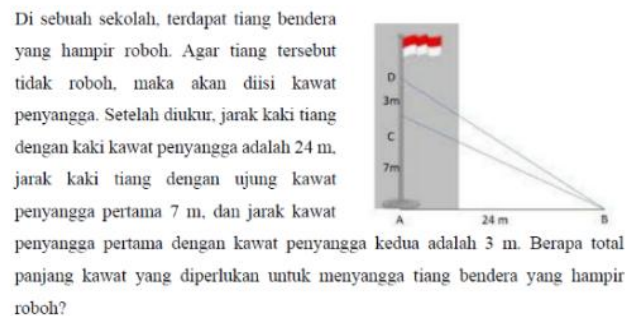 Di sebuah sekolah, terdapat tiang bendera
yang hampir roboh. Agar tiang tersebut
tidak roboh, maka akan diisi kawat
penyangga. Setelah diukur, jarak kaki tiang
dengan kaki kawat penyangga adalah 24 m,
jarak kaki tiang dengan ujung kawat
penyangga pertama 7 m, dan jarak kawat
penyangga pertama dengan kawat penyangga kedua adalah 3 m. Berapa total
panjang kawat yang diperlukan untuk menyangga tiang bendera yang hampir
roboh?
D
3m
C
7m
A 24 m B